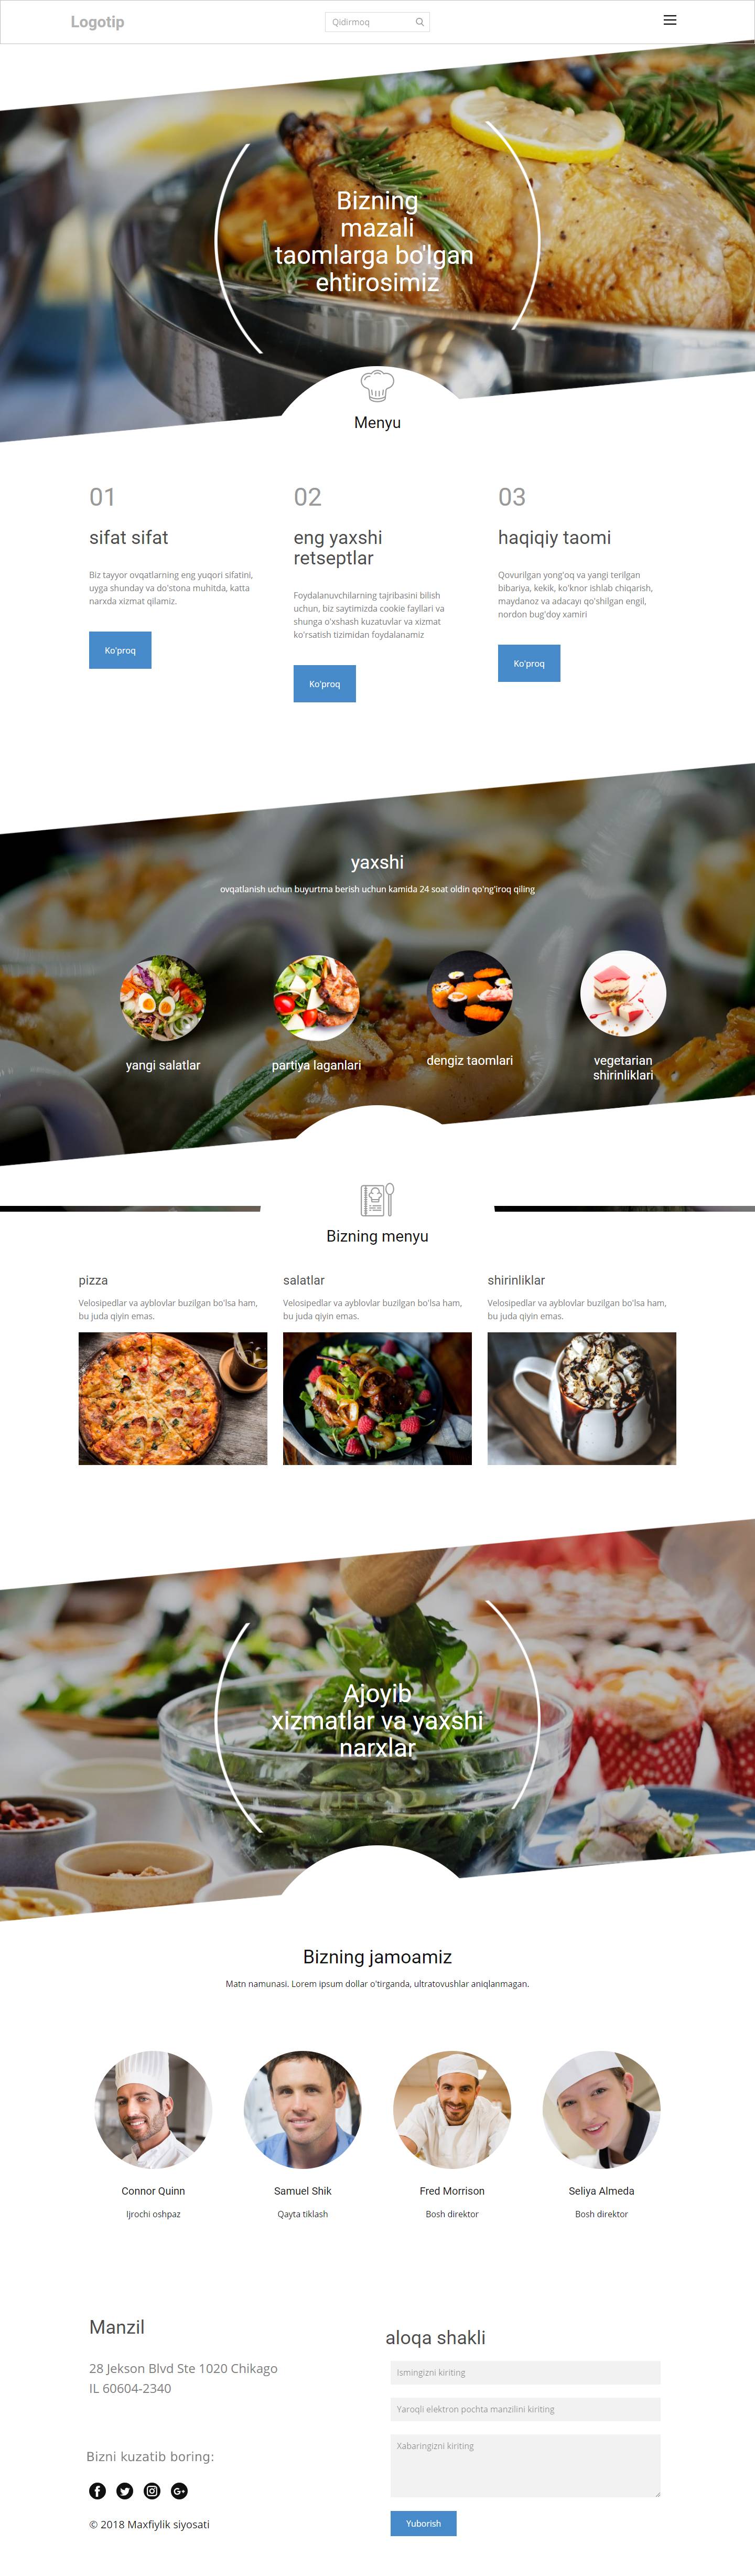 Logotip
Qidirmoq
Bizning
mazali
taomlarga bo'lgan
ehtirosimiz
Menyu
01
sifat sifat
Biz tayyor ovqatlarning eng yuqori sifatini,
uyga shunday va do'stona muhitda, katta
narxda xizmat qilamiz.
Ko'proq
02
eng yaxshi
retseptlar
Foydalanuvchilarning tajribasini bilish
uchun, biz saytimizda cookie fayllari va
shunga o'xshash kuzatuvlar va xizmat
ko'rsatish tizimidan foydalanamiz
Ko'proq
03
haqiqiy taomi
Qovurilgan yong'oq va yangi terilgan
bibariya, kekik, ko'knor ishlab chiqarish,
maydanoz va adacayı qo'shilgan engil,
nordon bug'doy xamiri
Ko'proq
yaxshi
ovqatlanish uchun buyurtma berish uchun kamida 24 soat oldin qo'ng'iroq qiling
yangi salatlar
partiya laganlari
dengiz taomlari
vegetarian
shirinliklari
Bizning menyu
pizza
Velosipedlar va ayblovlar buzilgan bo'lsa ham,
bu juda qiyin emas.
salatlar
Velosipedlar va ayblovlar buzilgan bo'lsa ham,
bu juda qiyin emas.
shirinliklar
Velosipedlar va ayblovlar buzilgan bo'lsa ham,
bu juda qiyin emas.
Ajoyib
xizmatlar va yaxshi
narxlar
Bizning jamoamiz
Matn namunasi. Lorem ipsum dollar o'tirganda, ultratovushlar aniqlanmagan.
Connor Quinn
Ijrochi oshpaz
Samuel Shik
Qayta tiklash
Fred Morrison
Bosh direktor
Seliya Almeda
Bosh direktor
Manzil
28 Jekson Blvd Ste 1020 Chikago
IL 60604-2340
Bizni kuzatib boring:
© 2018 Maxfiylik siyosati
aloqa shakli
Ismingizni kiriting
Yaroqli elektron pochta manzilini kiriting
Xabaringizni kiriting
Yuborish